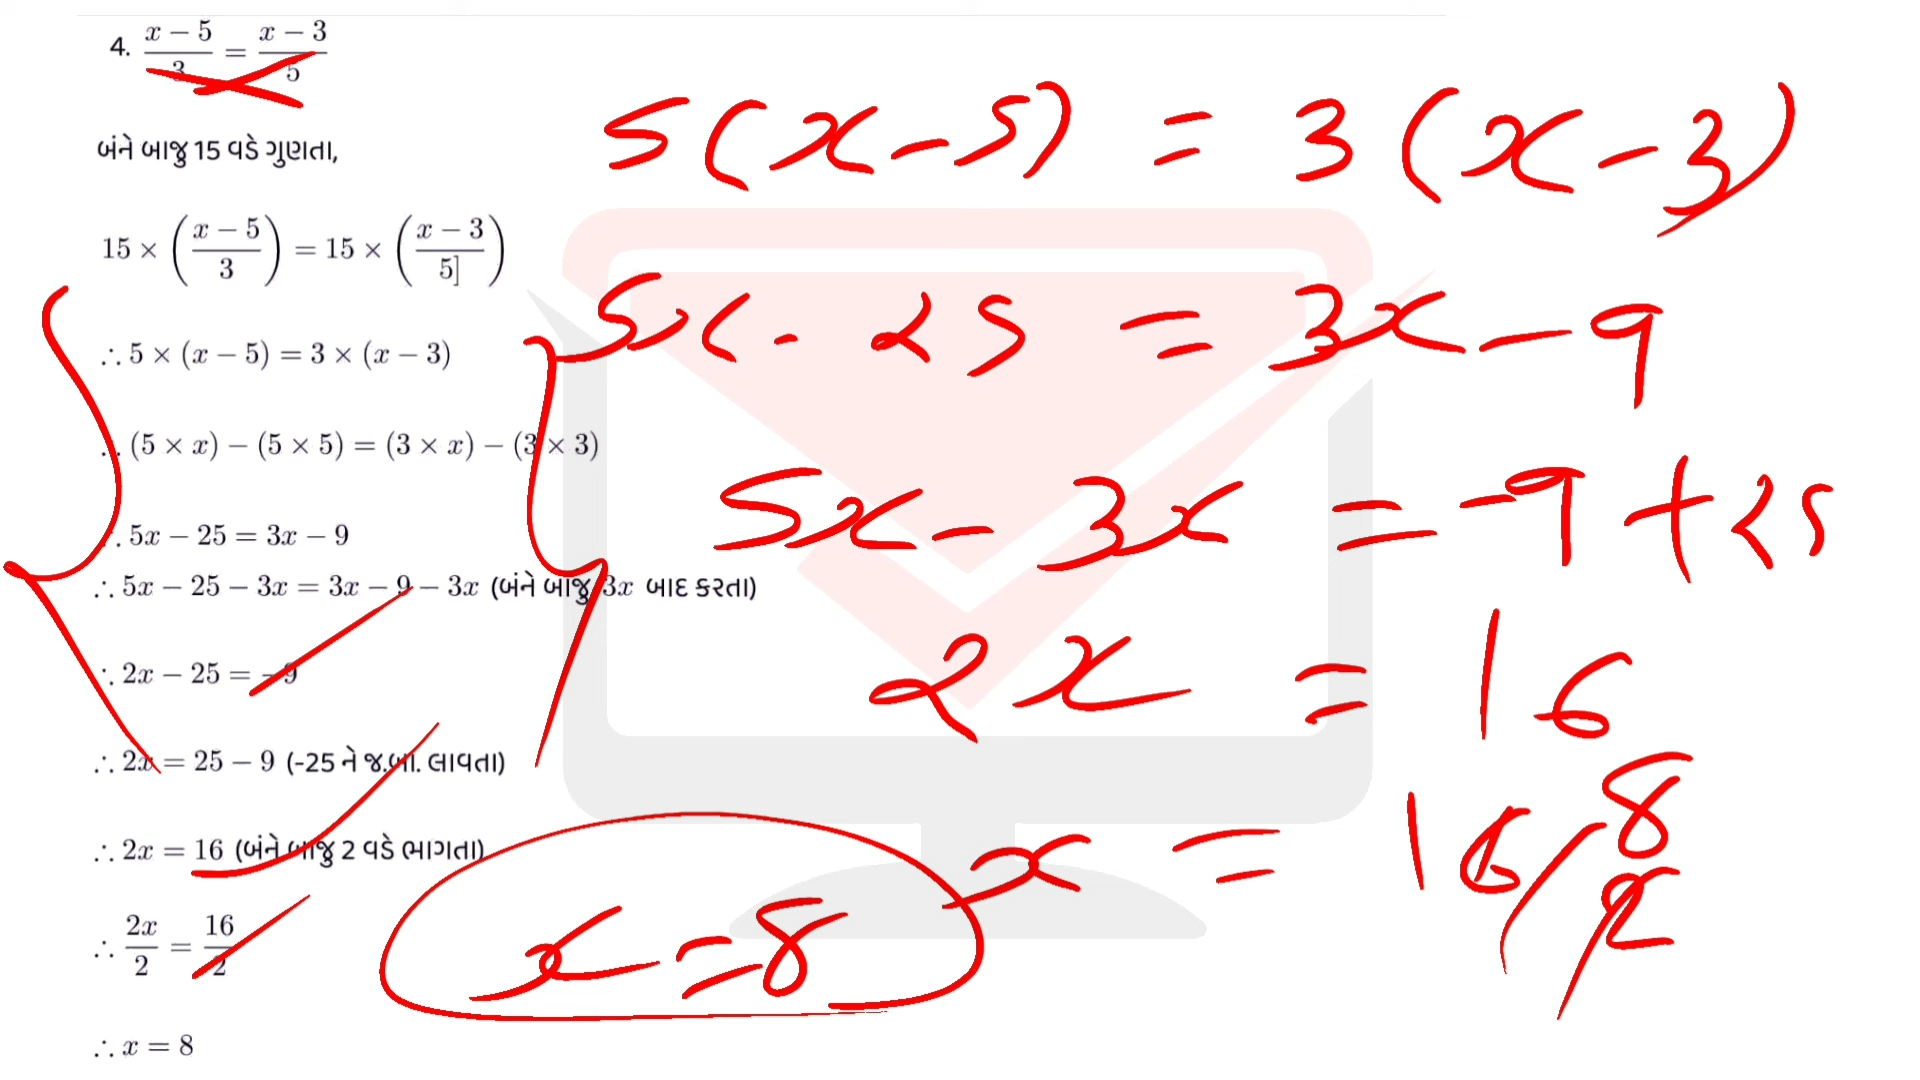 4. (x − 5)/3 = (x − 3)/5
બંને બાજુ 15 વડે ગુણતા,
15 × ((x − 5)/3) = 15 × ((x − 3)/5])
∴ 5 × (x − 5) = 3 × (x − 3)
∴ (5 × x) − (5 × 5) = (3 × x) − (3 × 3)
∴ 5x − 25 = 3x − 9
∴ 5x − 25 − 3x = 3x − 9 − 3x (બંને બાજુ 3x બાદ કરતા)
∴ 2x − 25 = −9
∴ 2x = 25 − 9 (-25 ને જ.બા. લાવતા)
∴ 2x = 16 (બંને બાજુ 2 વડે ભાગતા)
∴ 2x/2 = 16/2
∴ x = 8
5(x − 5) = 3(x − 3)
5x - 25 = 3x − 9
5x − 3x = −9 + 25
2x = 16
x = 16/2 8
x = 8